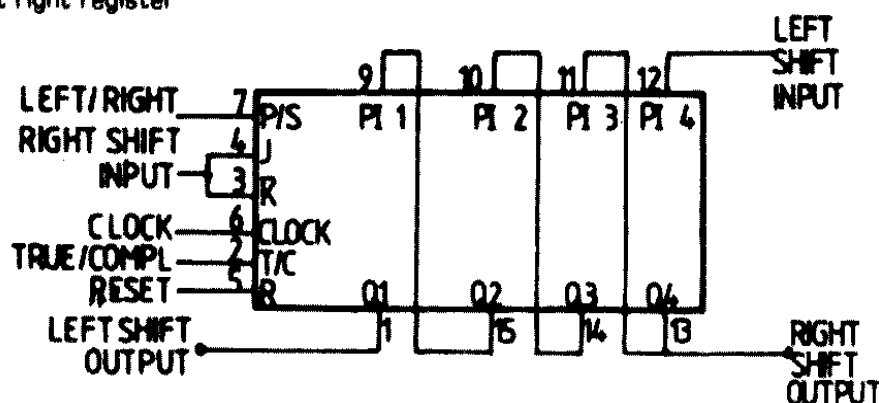 right register
LEFT
SHIFT
INPUT
9 10 11 12
LEFT/RIGHT 7 P/S PI 1 PI 2 PI 3 PI 4
RIGHT SHIFT 4 J
INPUT 3 R
CLOCK 6 CLOCK
TRUE/COMPL 2 T/C
RESET 5 R Q1 Q2 Q3 Q4
LEFT SHIFT 1 15 14 13
OUTPUT
RIGHT
SHIFT
OUTPUT